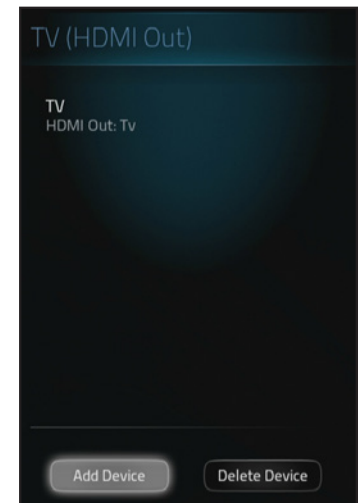 TV (HDMI Out)
TV
HDMI Out: Tv
Add Device
Delete Device